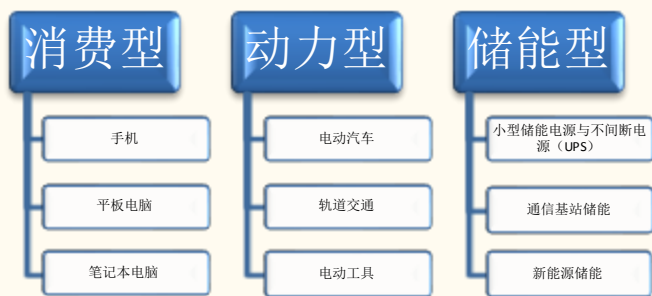 消费型
手机
平板电脑
笔记本电脑
动力型
电动汽车
轨道交通
电动工具
储能型
小型储能电源与不间断电
源（UPS）
通信基站储能
新能源储能